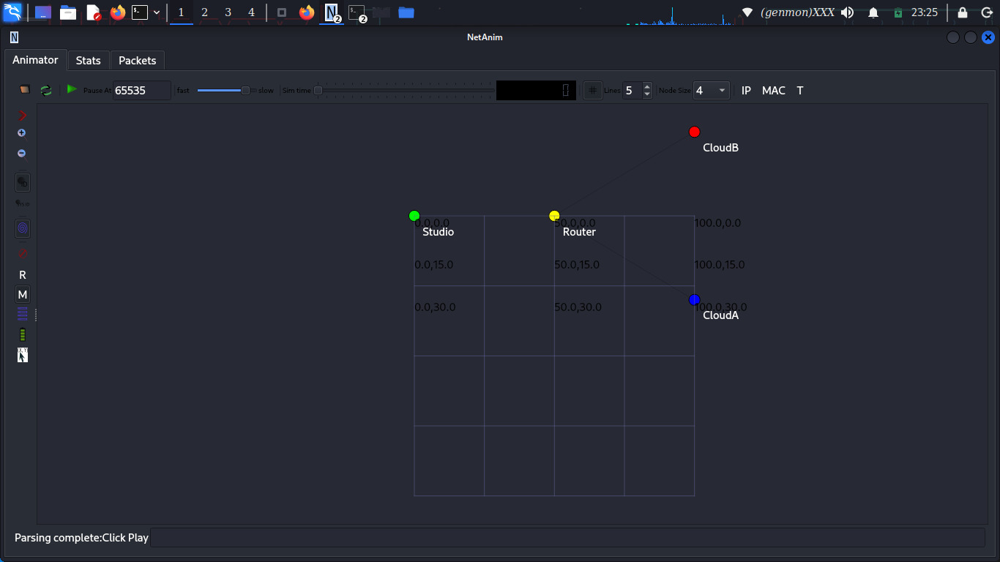 1 2 3 4 2 2 (genmon)XXX 23:25
NetAnim
Animator Stats Packets
Pause At 65535 fast slow Sim time 0 Lines 5 Node Size 4 IP MAC T
CloudB
0.0,0.0 50.0,0.0 100.0,0.0
Studio Router
0.0,15.0 50.0,15.0 100.0,15.0
R
M
0.0,30.0 50.0,30.0 100.0,30.0
CloudA
Parsing complete:Click Play